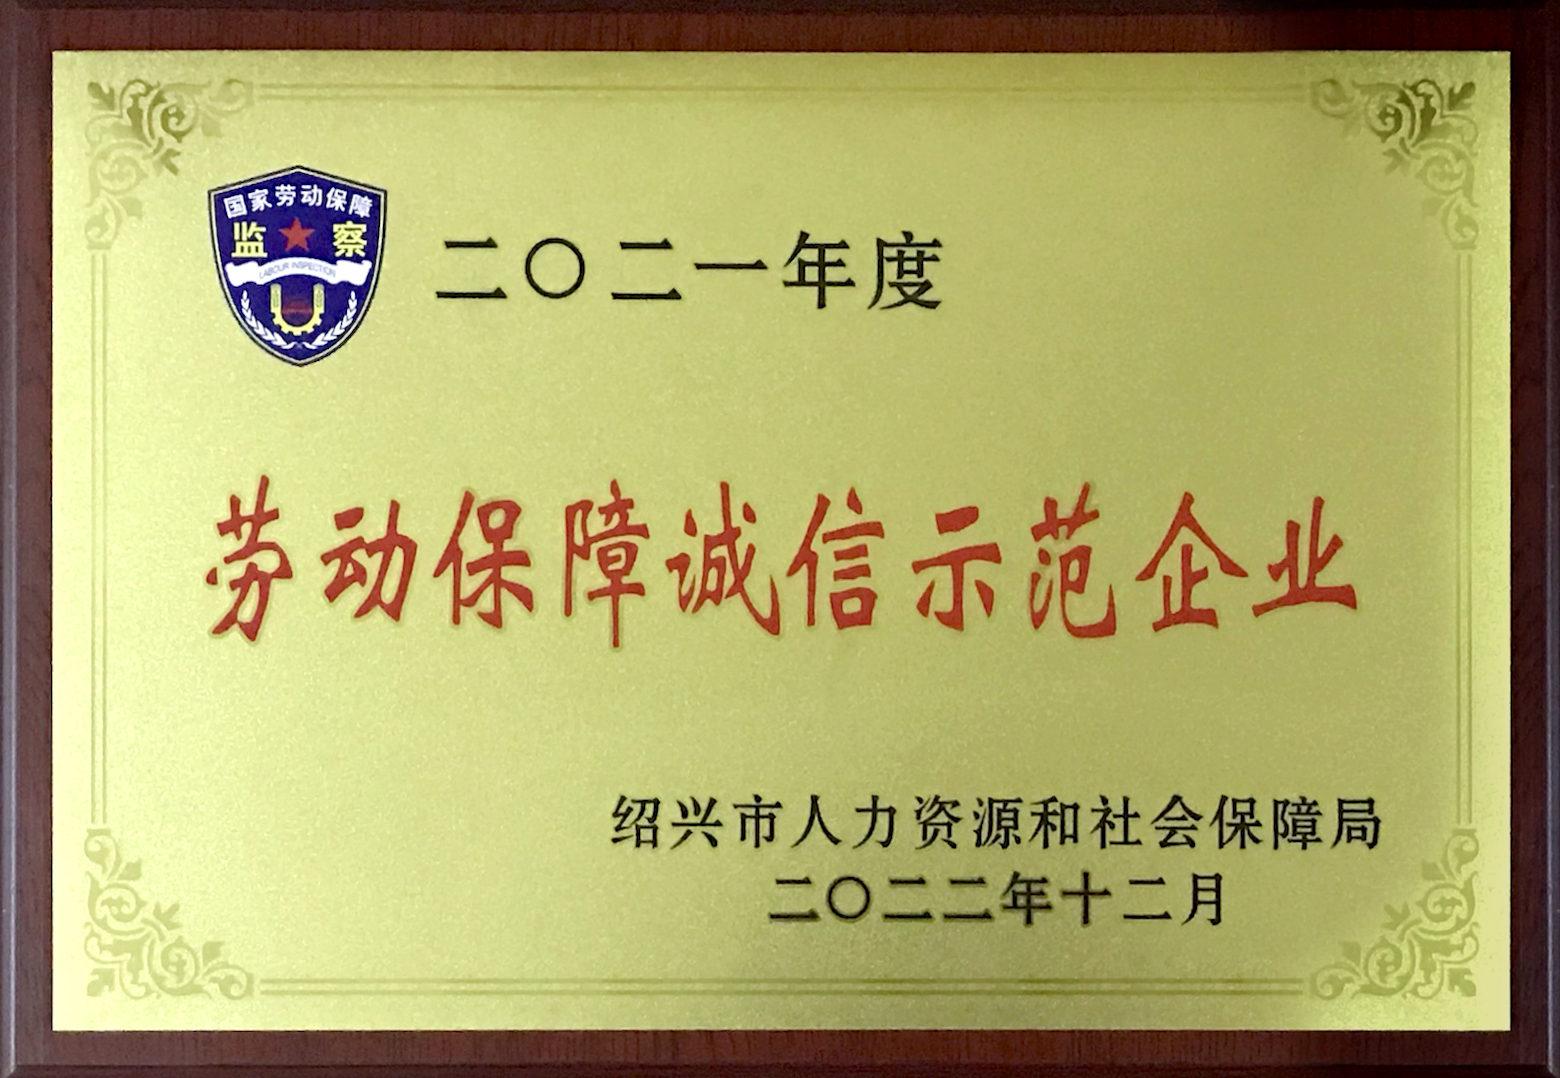 国家劳动保障
监察
LABOUR INSPECTION
二〇二一年度
劳动保障诚信示范企业
绍兴市人力资源和社会保障局
二〇二二年十二月